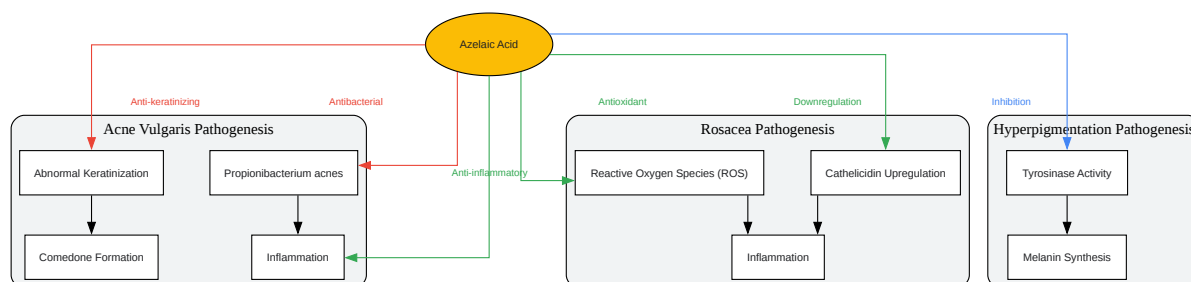 Azelaic Acid
Anti-keratinizing
Antibacterial
Antioxidant
Downregulation
Inhibition
Acne Vulgaris Pathogenesis
Rosacea Pathogenesis
Hyperpigmentation Pathogenesis
Abnormal Keratinization
Propionibacterium acnes
Anti-inflammatory
Reactive Oxygen Species (ROS)
Cathelicidin Upregulation
Tyrosinase Activity
Comedone Formation
Inflammation
Inflammation
Melanin Synthesis